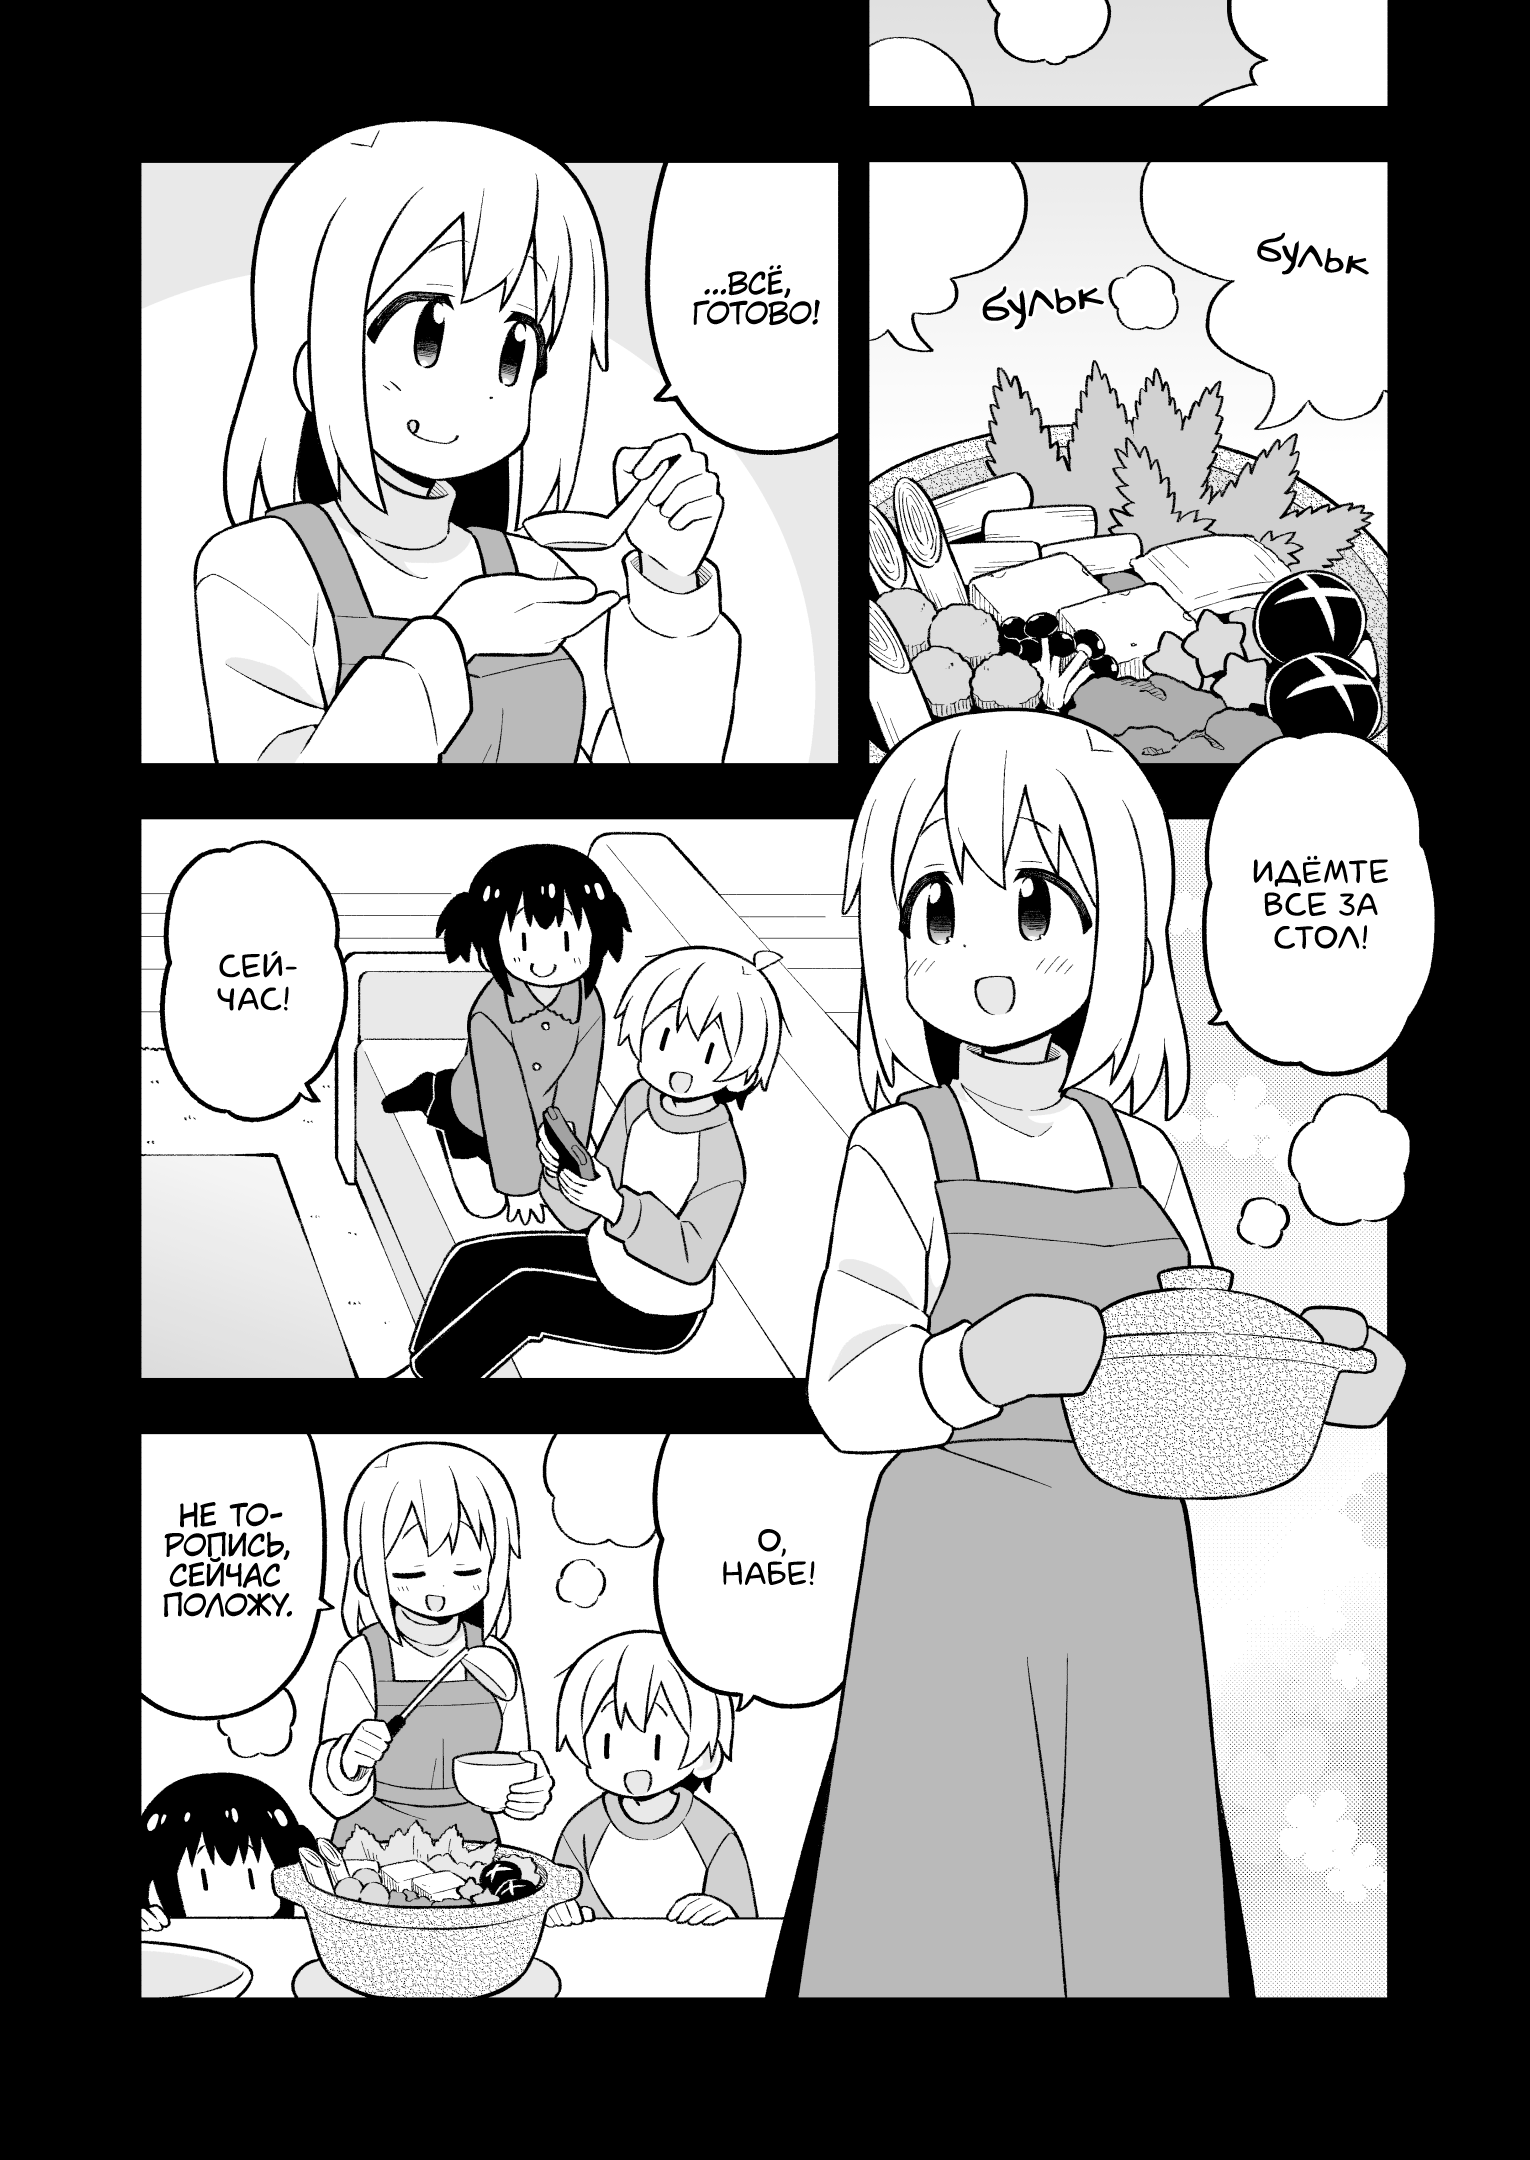 бульк
бульк
...ВСЁ,
ГОТОВО!
ИДЁМТЕ
ВСЕ ЗА
СТОЛ!
СЕЙ-
ЧАС!
О,
НАБЕ!
НЕ ТО-
РОПИСЬ,
СЕЙЧАС
ПОЛОЖУ.